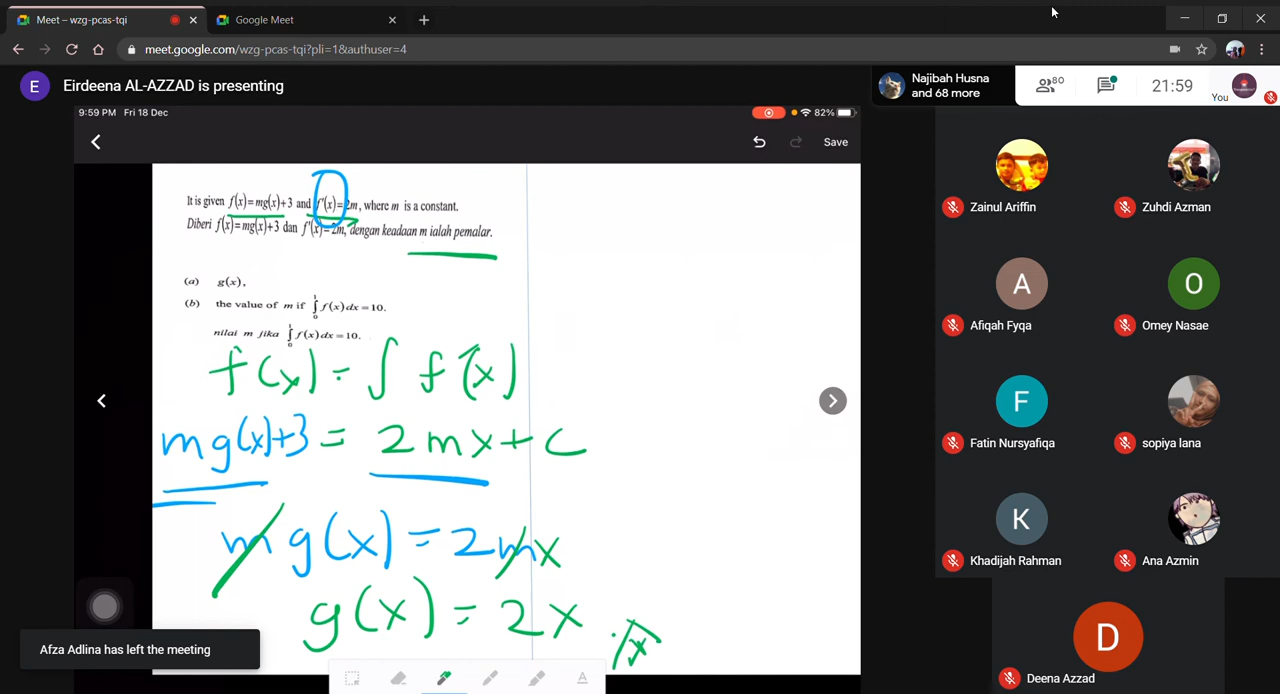 Meet – wzg-pcas-tqi
Google Meet
meet.google.com/wzg-pcas-tqi?pli=1&authuser=4
E
Eirdeena AL-AZZAD is presenting
Najibah Husna
and 68 more
80
21:59
You
9:59 PM Fri 18 Dec
82%
Save
It is given f(x)=mg(x)+3 and f'(x)=2m, where m is a constant.
Diberi f(x)=mg(x)+3 dan f'(x)=2m, dengan keadaan m ialah pemalar.
(a) g(x),
(b) the value of m if ∫₀¹ f(x)dx=10.
nilai m jika ∫₀¹ f(x)dx=10.
f(x) = ∫ f'(x)
mg(x)+3 = 2mx+c
mg(x) = 2mx
g(x) = 2x
Zainul Ariffin
Zuhdi Azman
A
Afiqah Fyqa
O
Omey Nasae
F
Fatin Nursyafiqa
sopiya lana
K
Khadijah Rahman
Ana Azmin
D
Deena Azzad
Afza Adlina has left the meeting
A